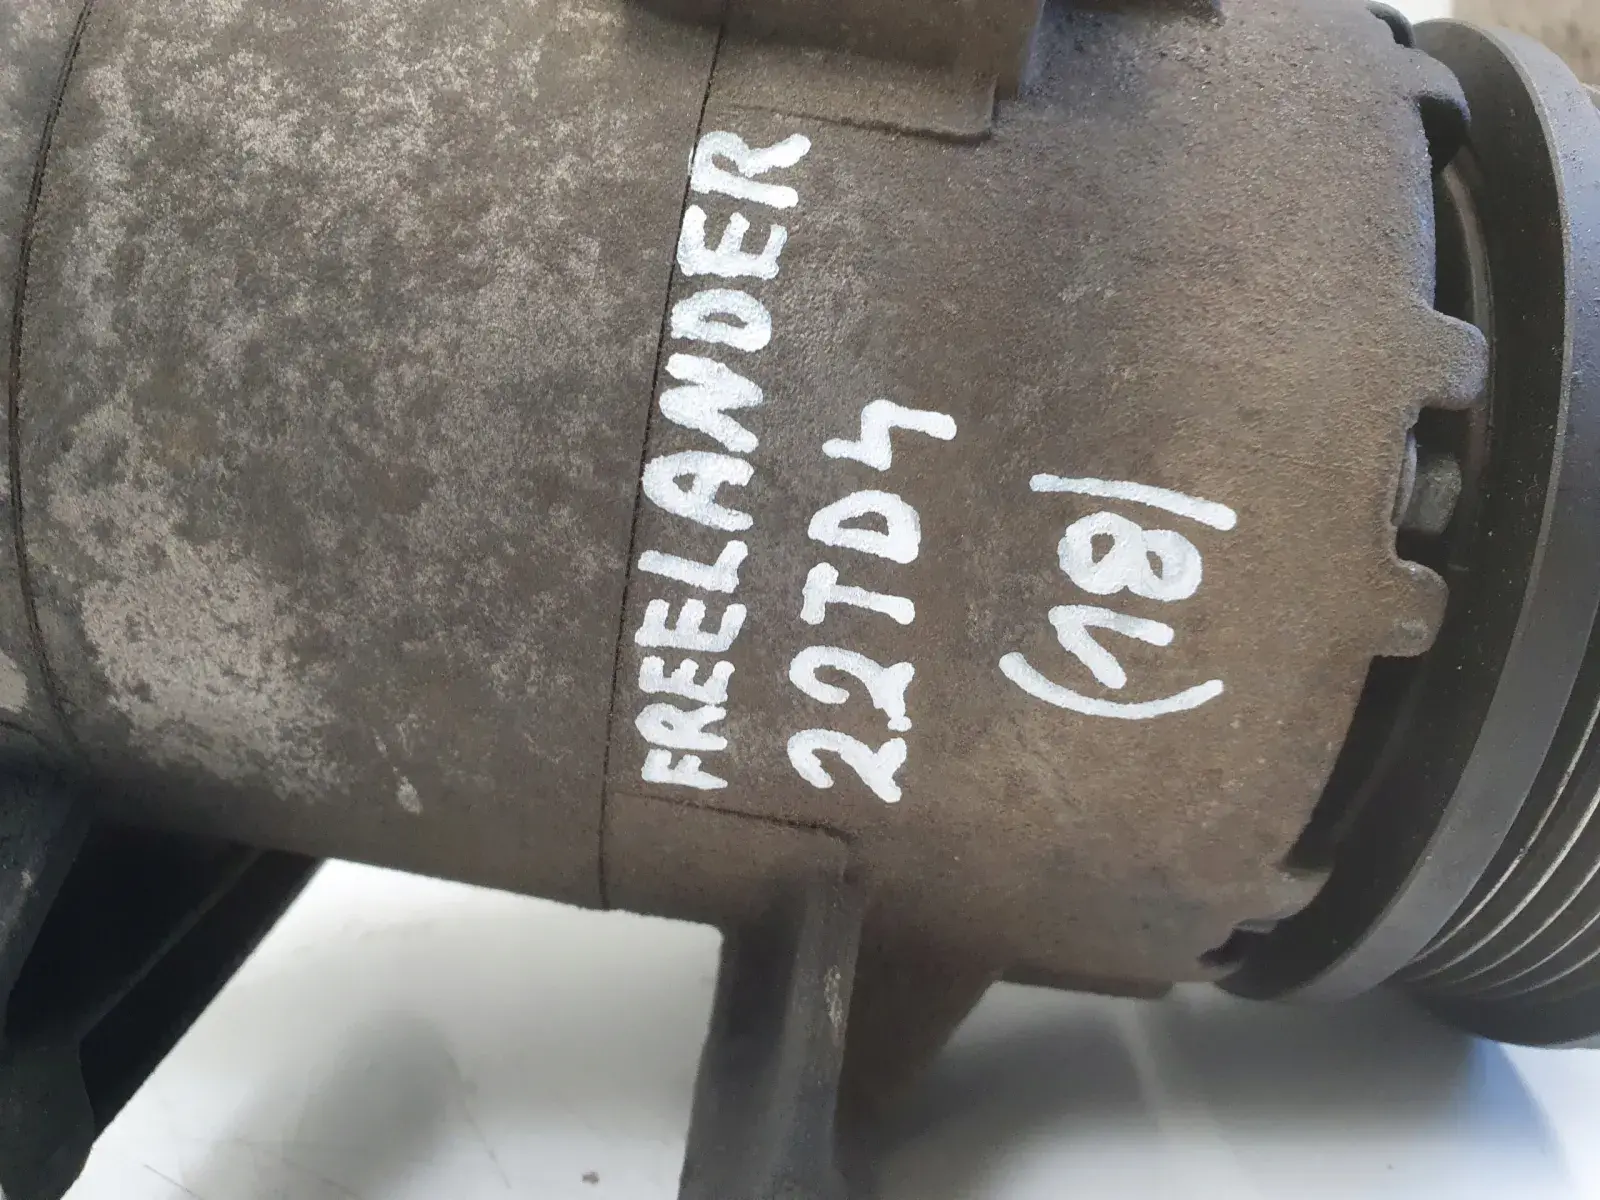 FREELANDER
2.2TD4
(18)